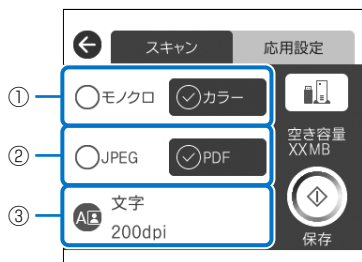 スキャン 応用設定
① モノクロ カラー
② JPEG PDF
空き容量
XXMB
③ 文字
200dpi
保存